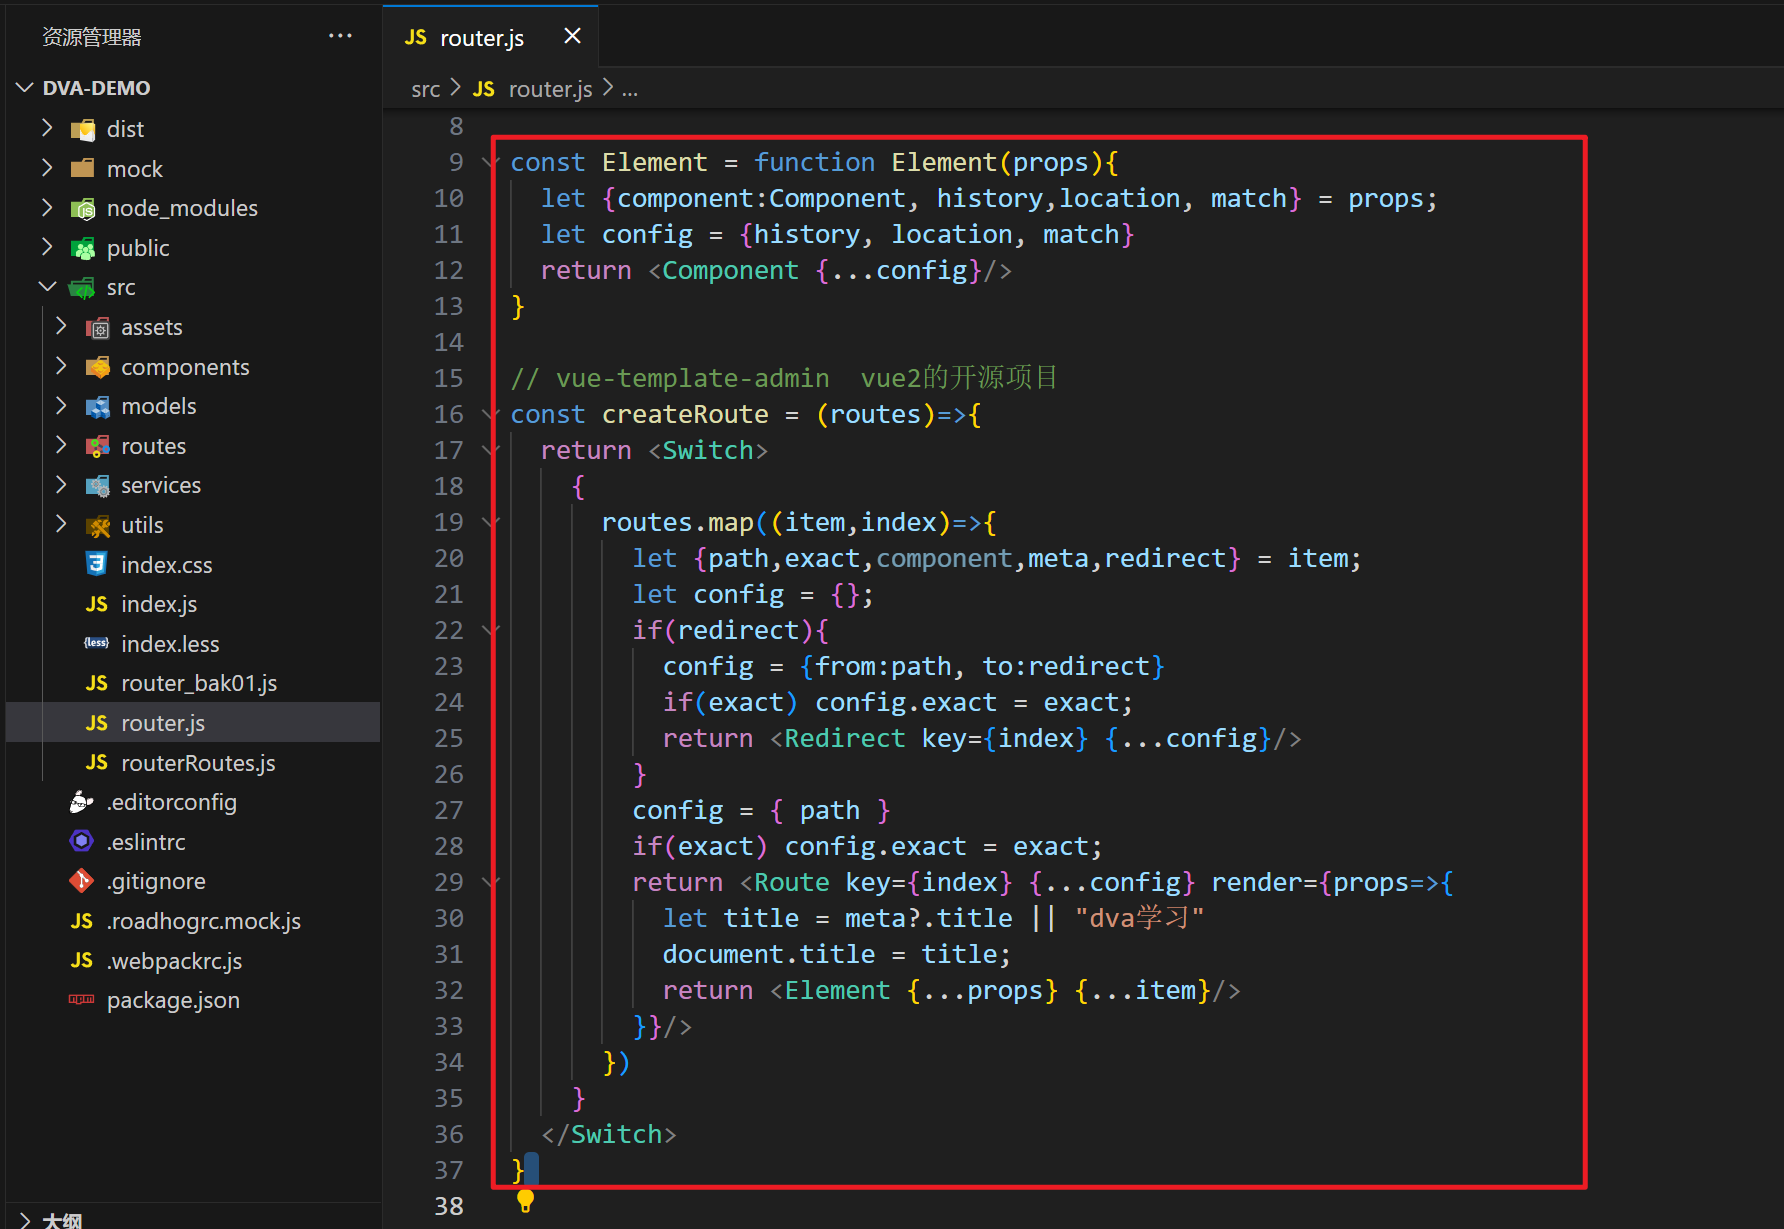 资源管理器
DVA-DEMO
dist
mock
node_modules
public
src
assets
components
models
routes
services
utils
index.css
index.js
index.less
router_bak01.js
router.js
routerRoutes.js
.editorconfig
.eslintrc
.gitignore
.roadhogrc.mock.js
.webpackrc.js
package.json
大纲
JS router.js
src > JS router.js > ...
8
9 const Element = function Element(props){
10 let {component:Component, history,location, match} = props;
11 let config = {history, location, match}
12 return <Component {...config}/>
13 }
14
15 // vue-template-admin  vue2的开源项目
16 const createRoute = (routes)=>{
17 return <Switch>
18 {
19 routes.map((item,index)=>{
20 let {path,exact,component,meta,redirect} = item;
21 let config = {};
22 if(redirect){
23 config = {from:path, to:redirect}
24 if(exact) config.exact = exact;
25 return <Redirect key={index} {...config}/>
26 }
27 config = { path }
28 if(exact) config.exact = exact;
29 return <Route key={index} {...config} render={props=>{
30 let title = meta?.title || "dva学习"
31 document.title = title;
32 return <Element {...props} {...item}/>
33 }}/>
34 })
35 }
36 </Switch>
37 }
38